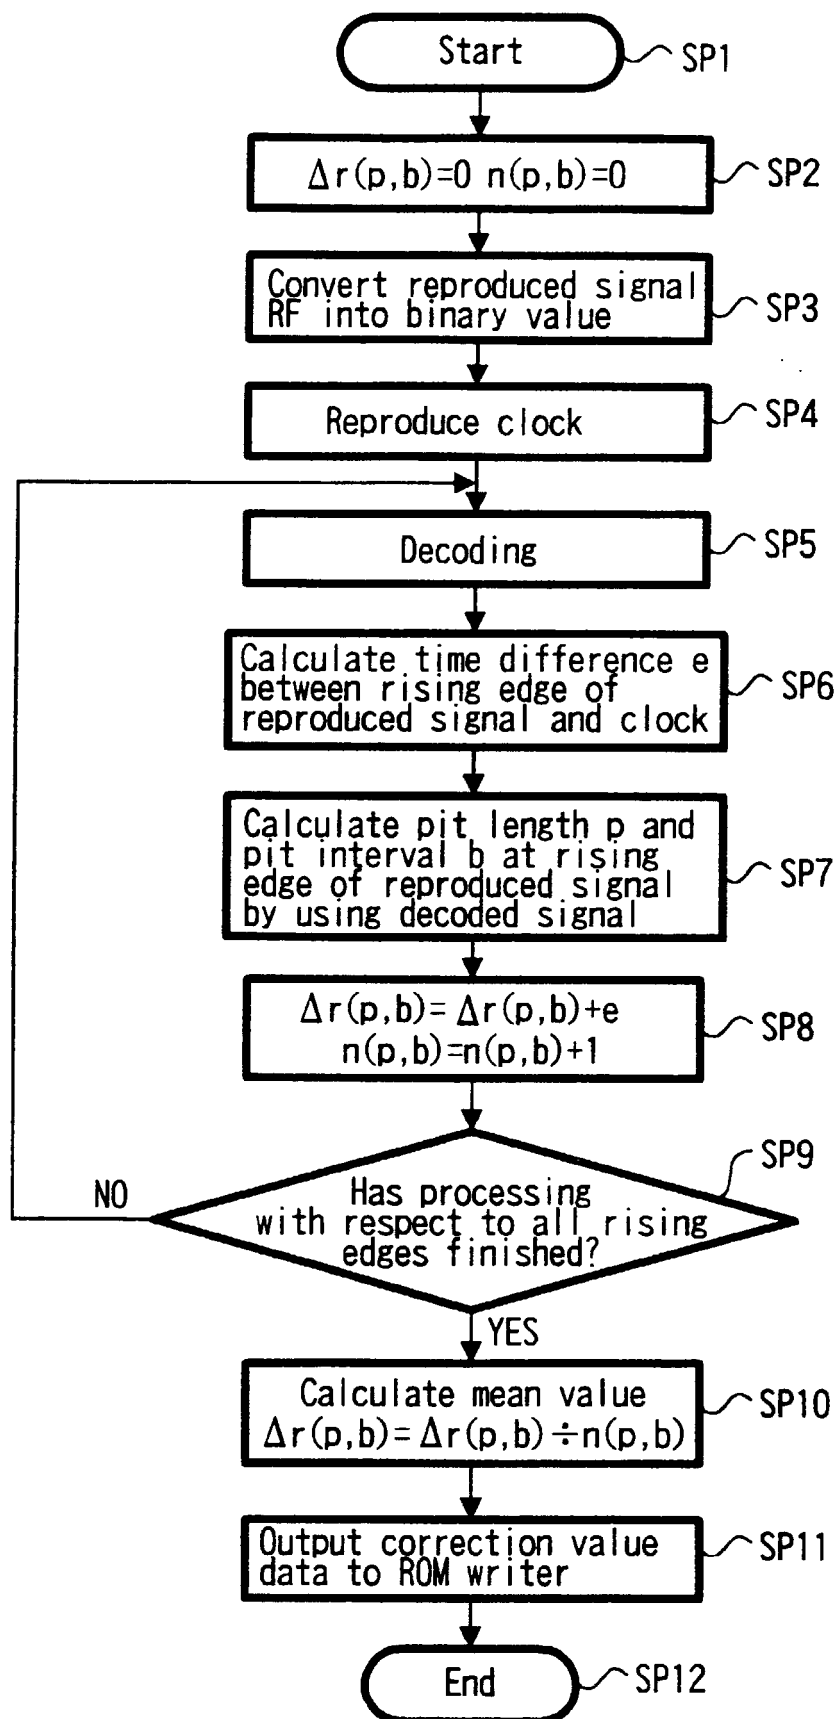 Start
SP1
Δr(p,b)=0 n(p,b)=0
SP2
Convert reproduced signal
RF into binary value
SP3
Reproduce clock
SP4
Decoding
SP5
Calculate time difference e
between rising edge of
reproduced signal and clock
SP6
Calculate pit length p and
pit interval b at rising
edge of reproduced signal
by using decoded signal
SP7
Δr(p,b)=Δr(p,b)+e
n(p,b)=n(p,b)+1
SP8
SP9
NO
Has processing
with respect to all rising
edges finished?
YES
Calculate mean value
Δr(p,b)=Δr(p,b)÷n(p,b)
SP10
Output correction value
data to ROM writer
SP11
End
SP12